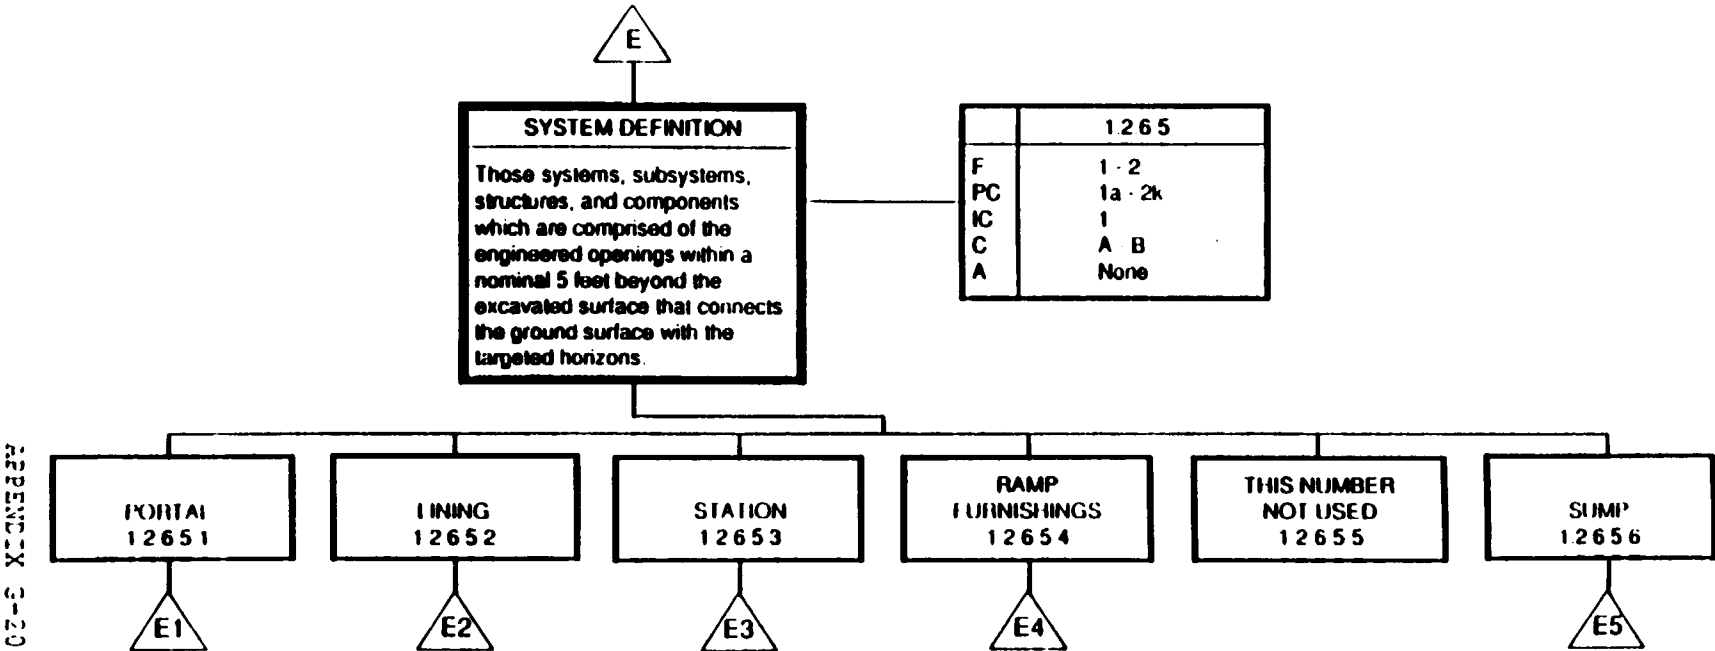 E
SYSTEM DEFINITION
Those systems, subsystems,
structures, and components
which are comprised of the
engineered openings within a
nominal 5 feet beyond the
excavated surface that connects
the ground surface with the
targeted horizons.
1.2 6 5
F 1 - 2
PC 1a - 2k
IC 1
C A B
A None
PORTAL
1 2 6 5 1
LINING
1 2 6 5 2
STATION
1 2 6 5 3
RAMP
FURNISHINGS
1 2 6 5 4
THIS NUMBER
NOT USED
1 2 6 5 5
SUMP
1.2 6 5 6
E1
E2
E3
E4
E5
APPENDIX